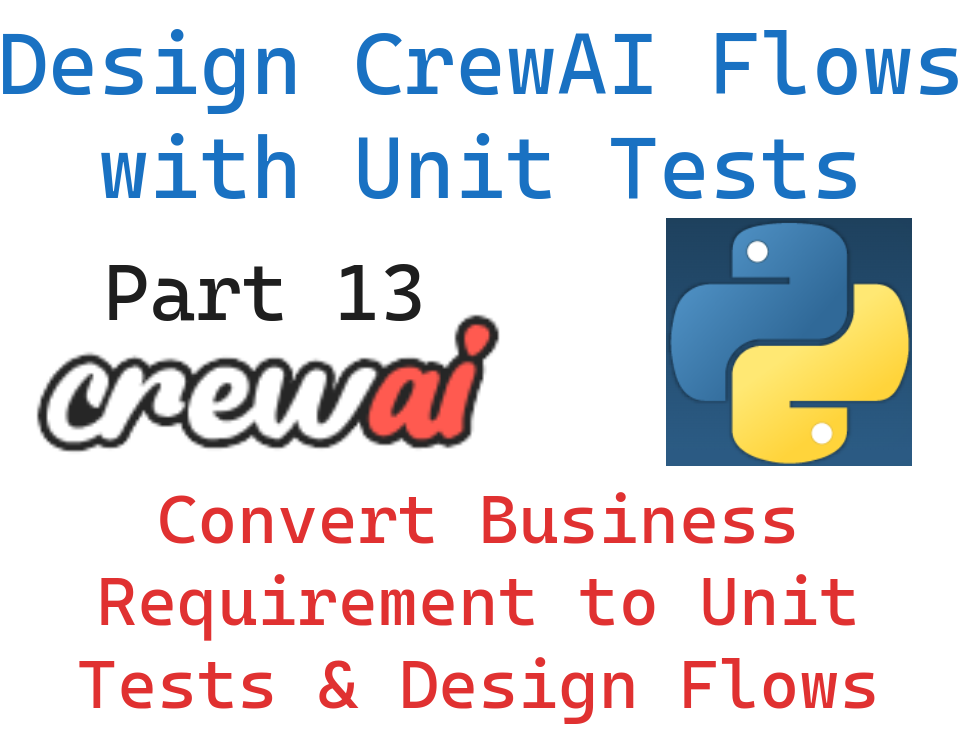 Design CrewAI Flows
with Unit Tests
Part 13
crewai
Convert Business
Requirement to Unit
Tests & Design Flows